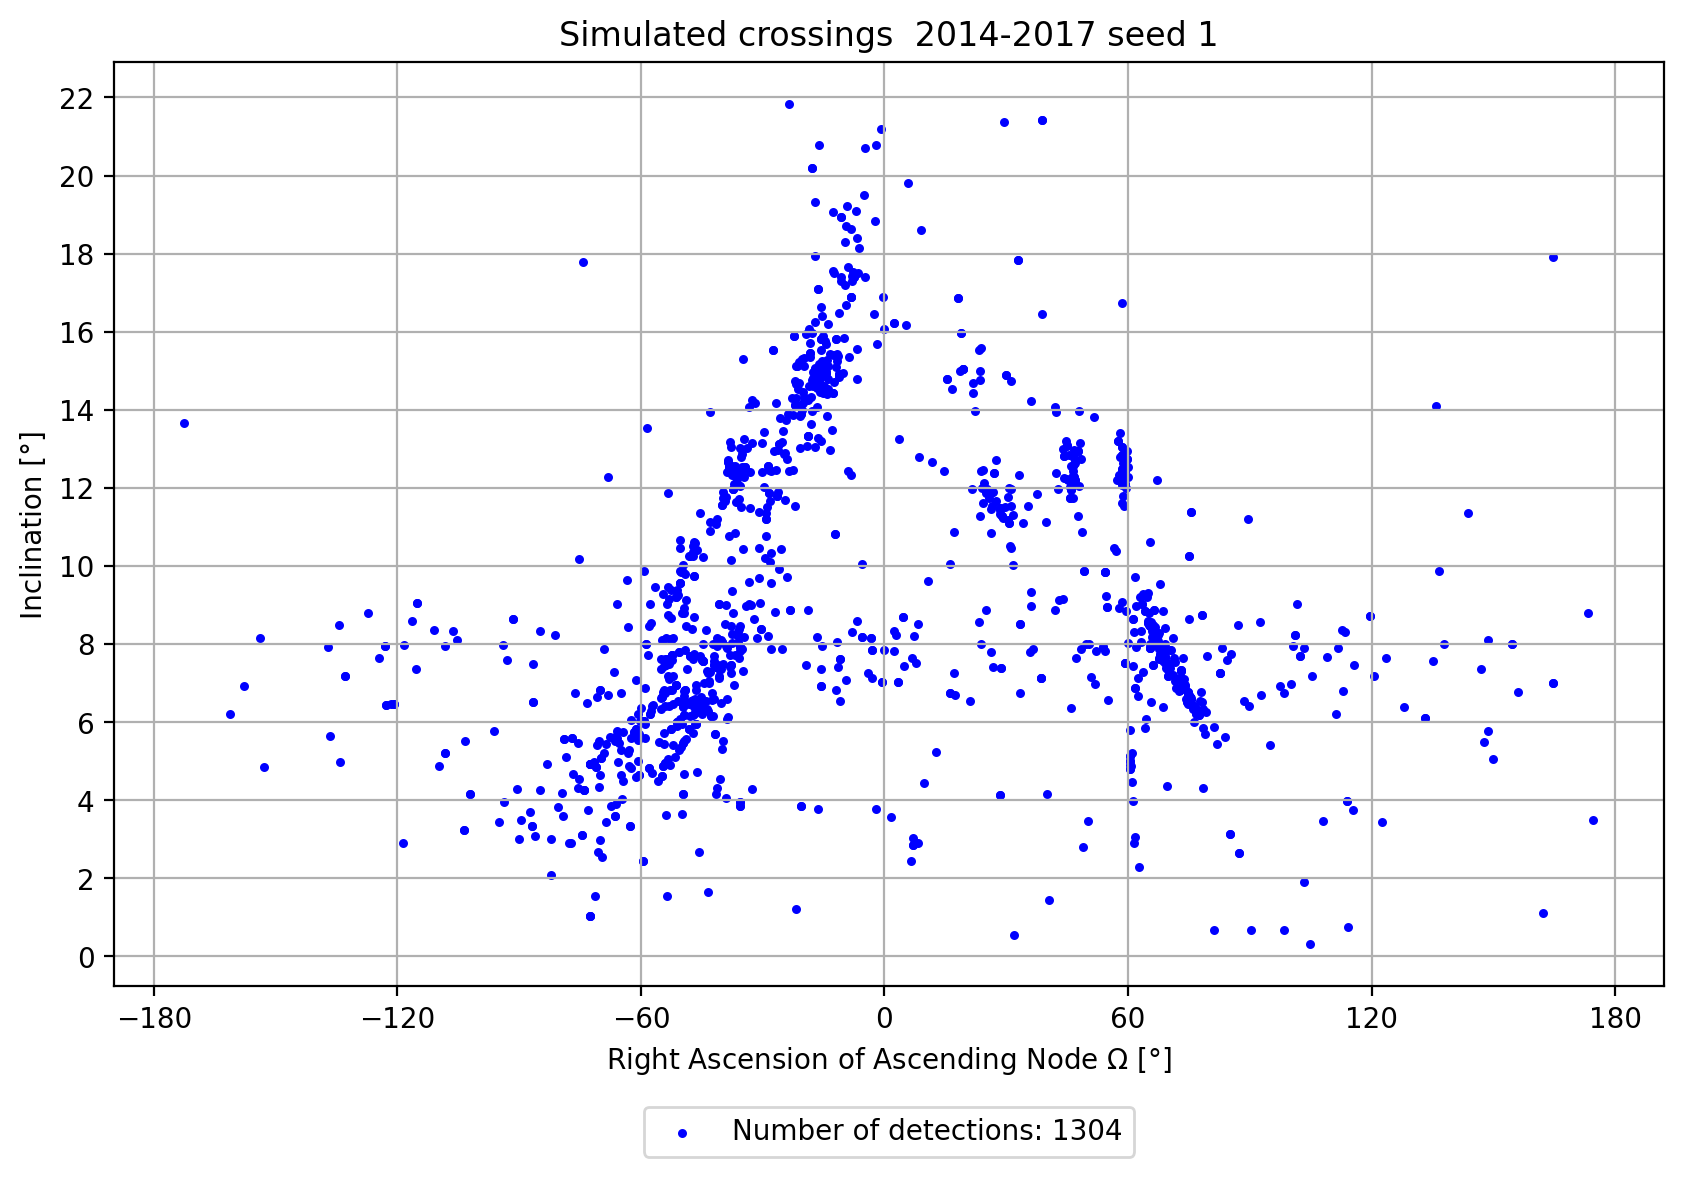 Simulated crossings  2014-2017 seed 1
22
20
18
16
14
12
10
8
6
4
2
0
Inclination [°]
−180 −120 −60 0 60 120 180
Right Ascension of Ascending Node Ω [°]
Number of detections: 1304